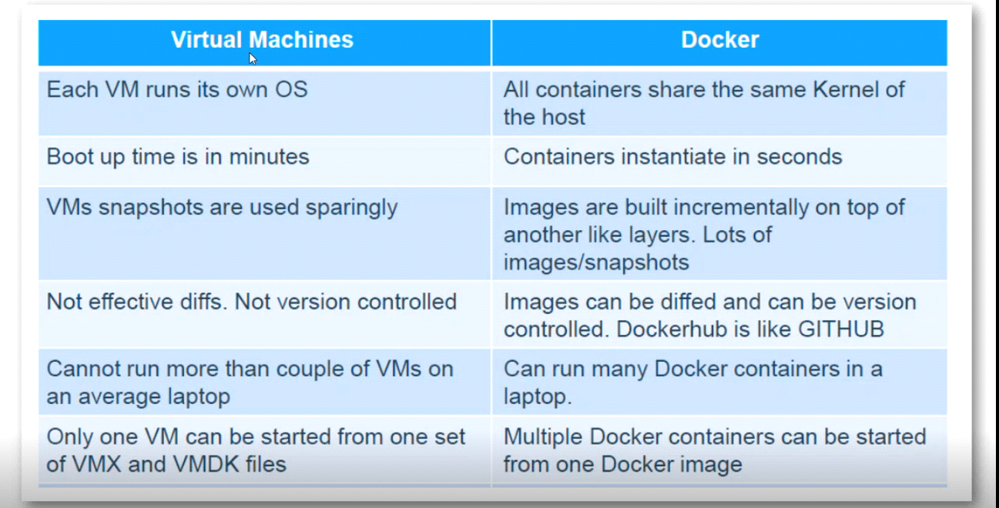 Virtual Machines
Docker
Each VM runs its own OS
All containers share the same Kernel of
the host
Boot up time is in minutes
Containers instantiate in seconds
VMs snapshots are used sparingly
Images are built incrementally on top of
another like layers. Lots of
images/snapshots
Not effective diffs. Not version controlled
Images can be diffed and can be version
controlled. Dockerhub is like GITHUB
Cannot run more than couple of VMs on
an average laptop
Can run many Docker containers in a
laptop.
Only one VM can be started from one set
of VMX and VMDK files
Multiple Docker containers can be started
from one Docker image